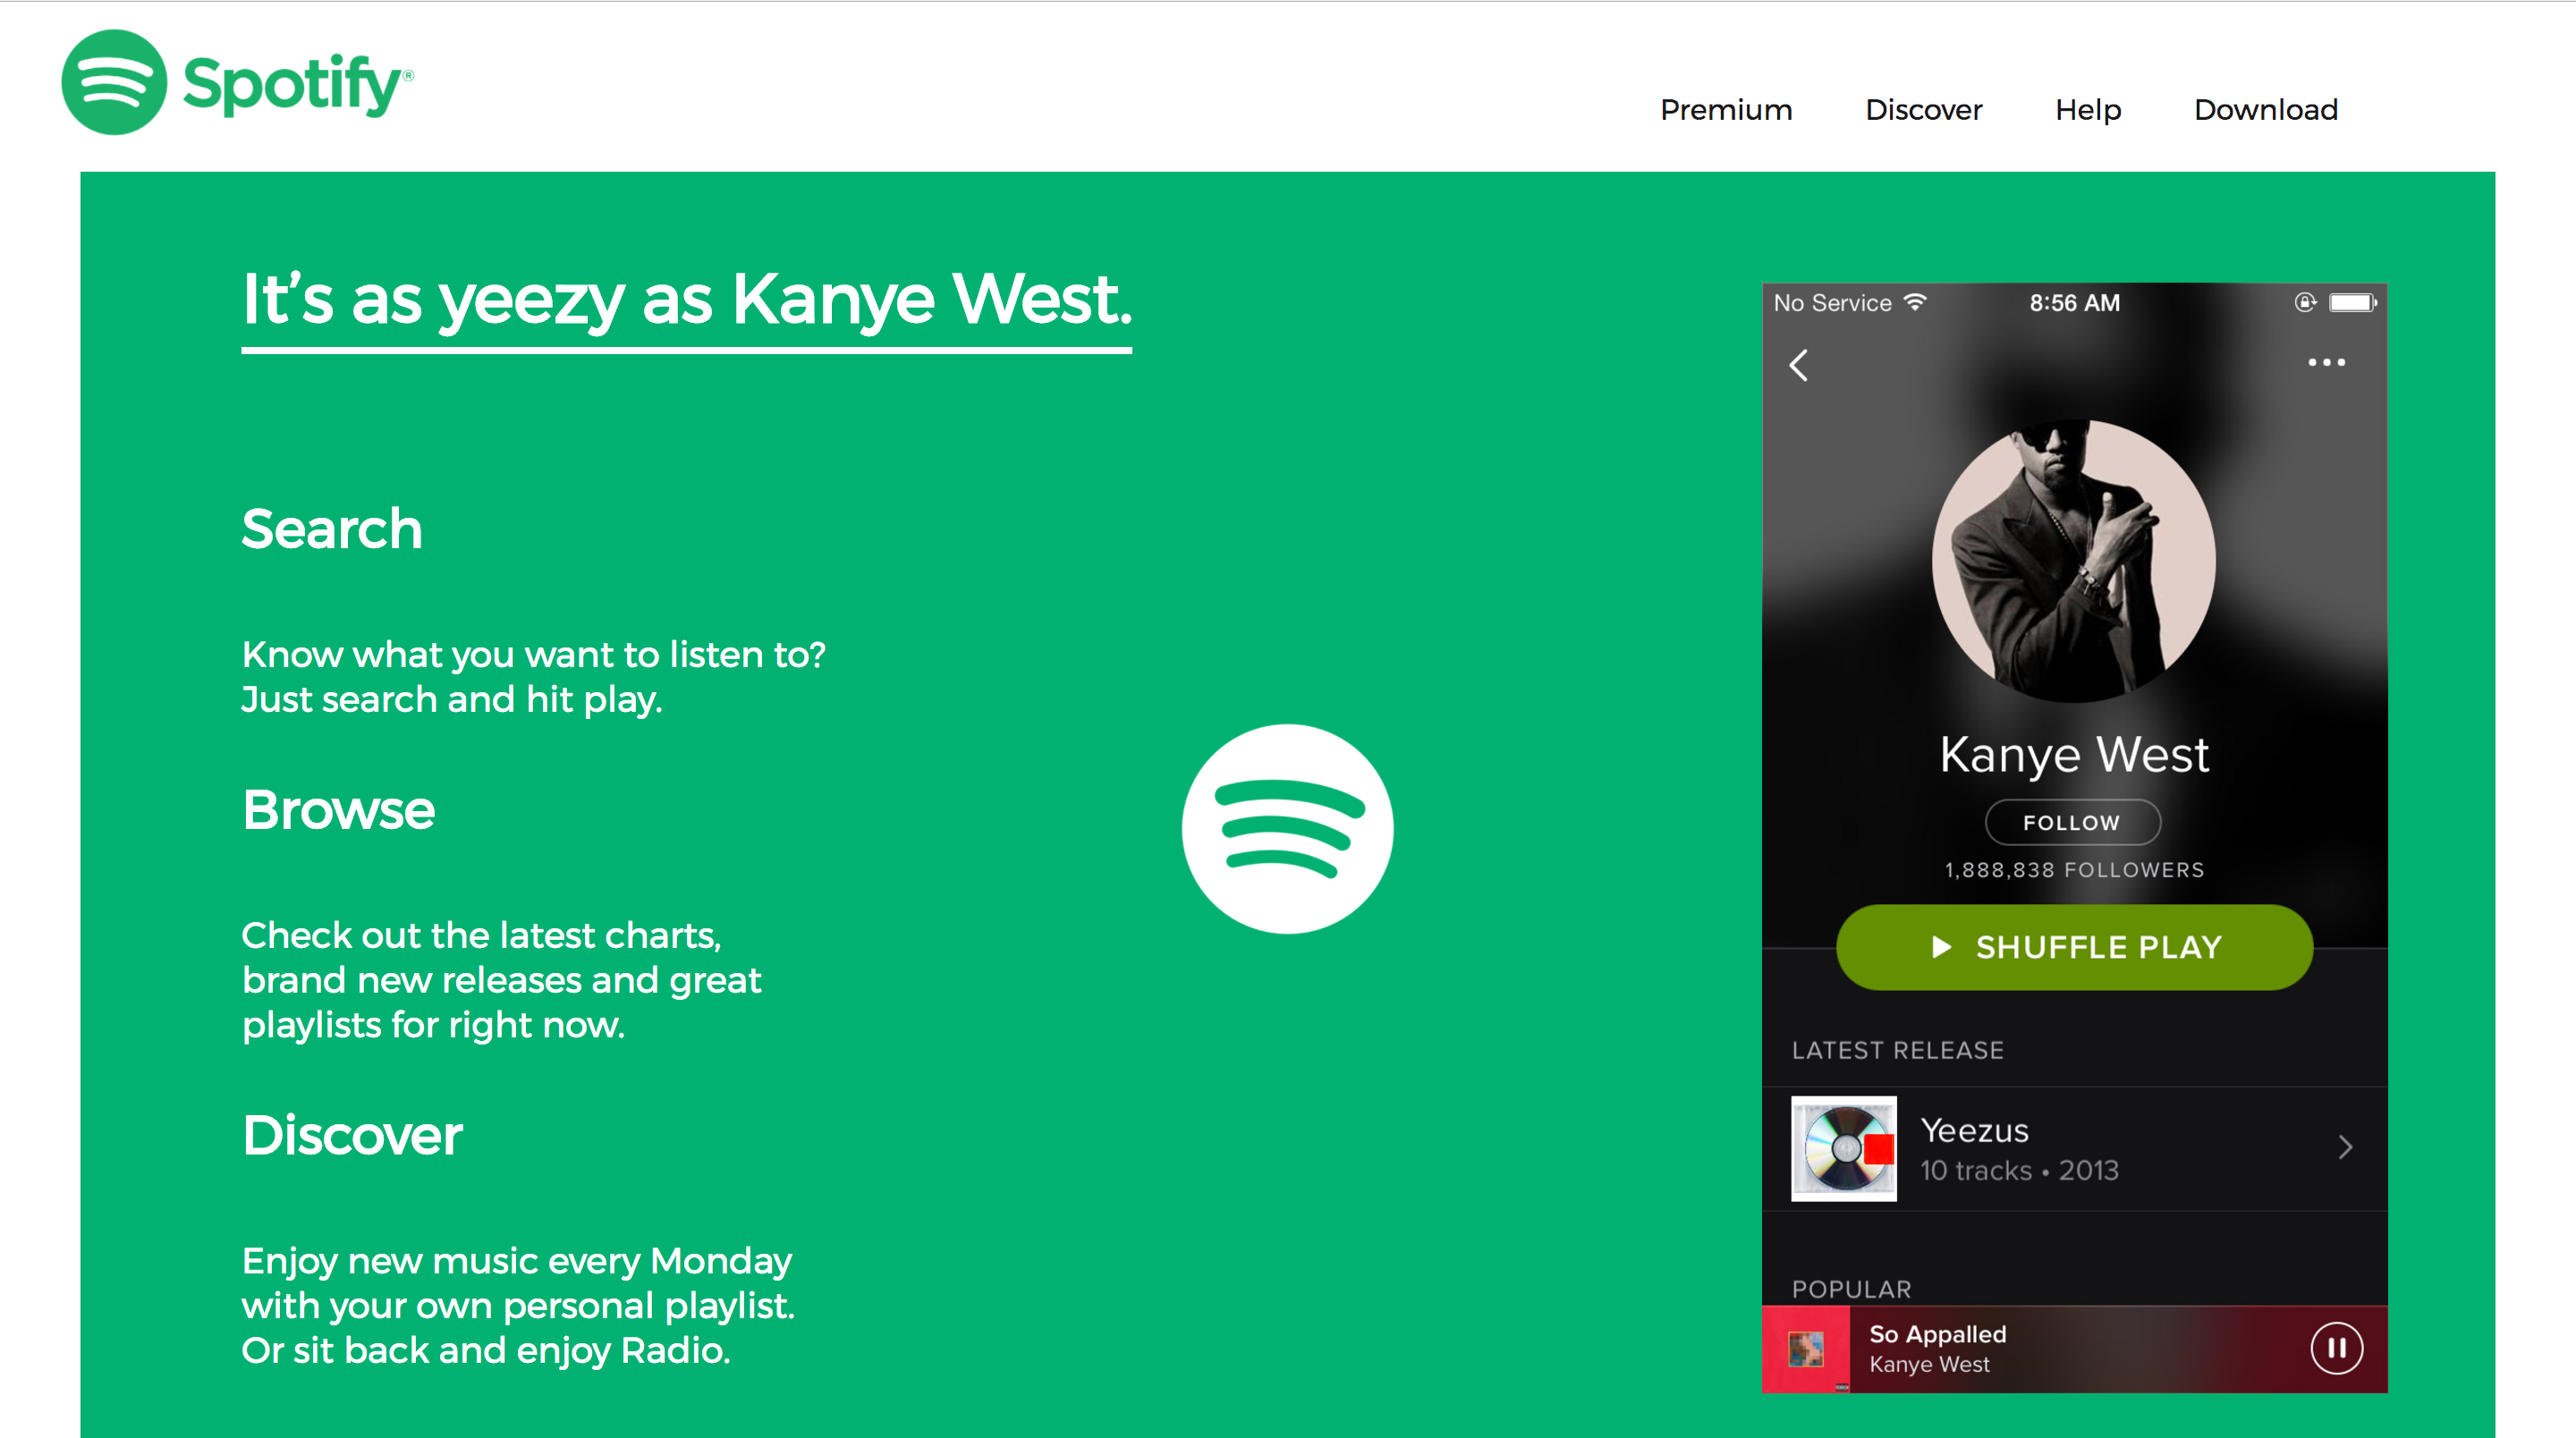 Spotify®
Premium Discover Help Download
It’s as yeezy as Kanye West.
Search
Know what you want to listen to?
Just search and hit play.
Browse
Check out the latest charts,
brand new releases and great
playlists for right now.
Discover
Enjoy new music every Monday
with your own personal playlist.
Or sit back and enjoy Radio.
No Service 8:56 AM
Kanye West
FOLLOW
1,888,838 FOLLOWERS
SHUFFLE PLAY
LATEST RELEASE
Yeezus
10 tracks • 2013
POPULAR
So Appalled
Kanye West